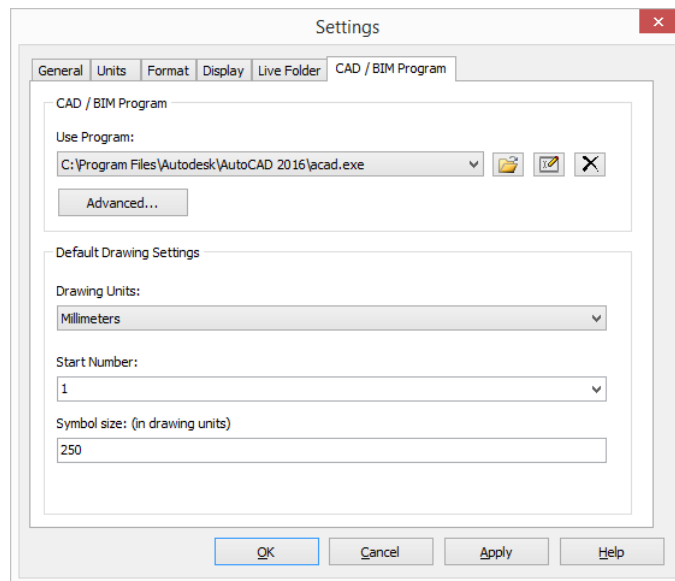 Settings
General Units Format Display Live Folder CAD / BIM Program
CAD / BIM Program
Use Program:
C:\Program Files\Autodesk\AutoCAD 2016\acad.exe
Advanced...
Default Drawing Settings
Drawing Units:
Millimeters
Start Number:
1
Symbol size: (in drawing units)
250
OK Cancel Apply Help